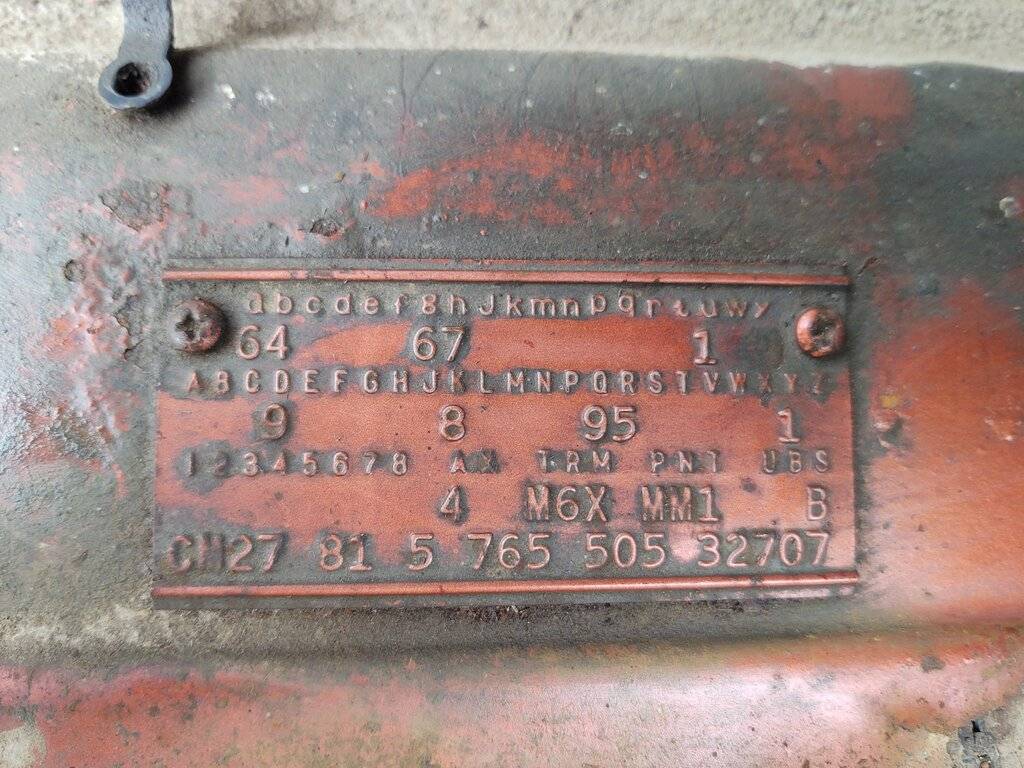 abcdefghJkmnpqrtuwy
64 67 1
ABCDEFGHJKLMNPQRSTVWXYZ
9 8 95 1
12345678 AX TRM PNT UBS
4 M6X MM1 B
CH27 81 5 765 505 32707